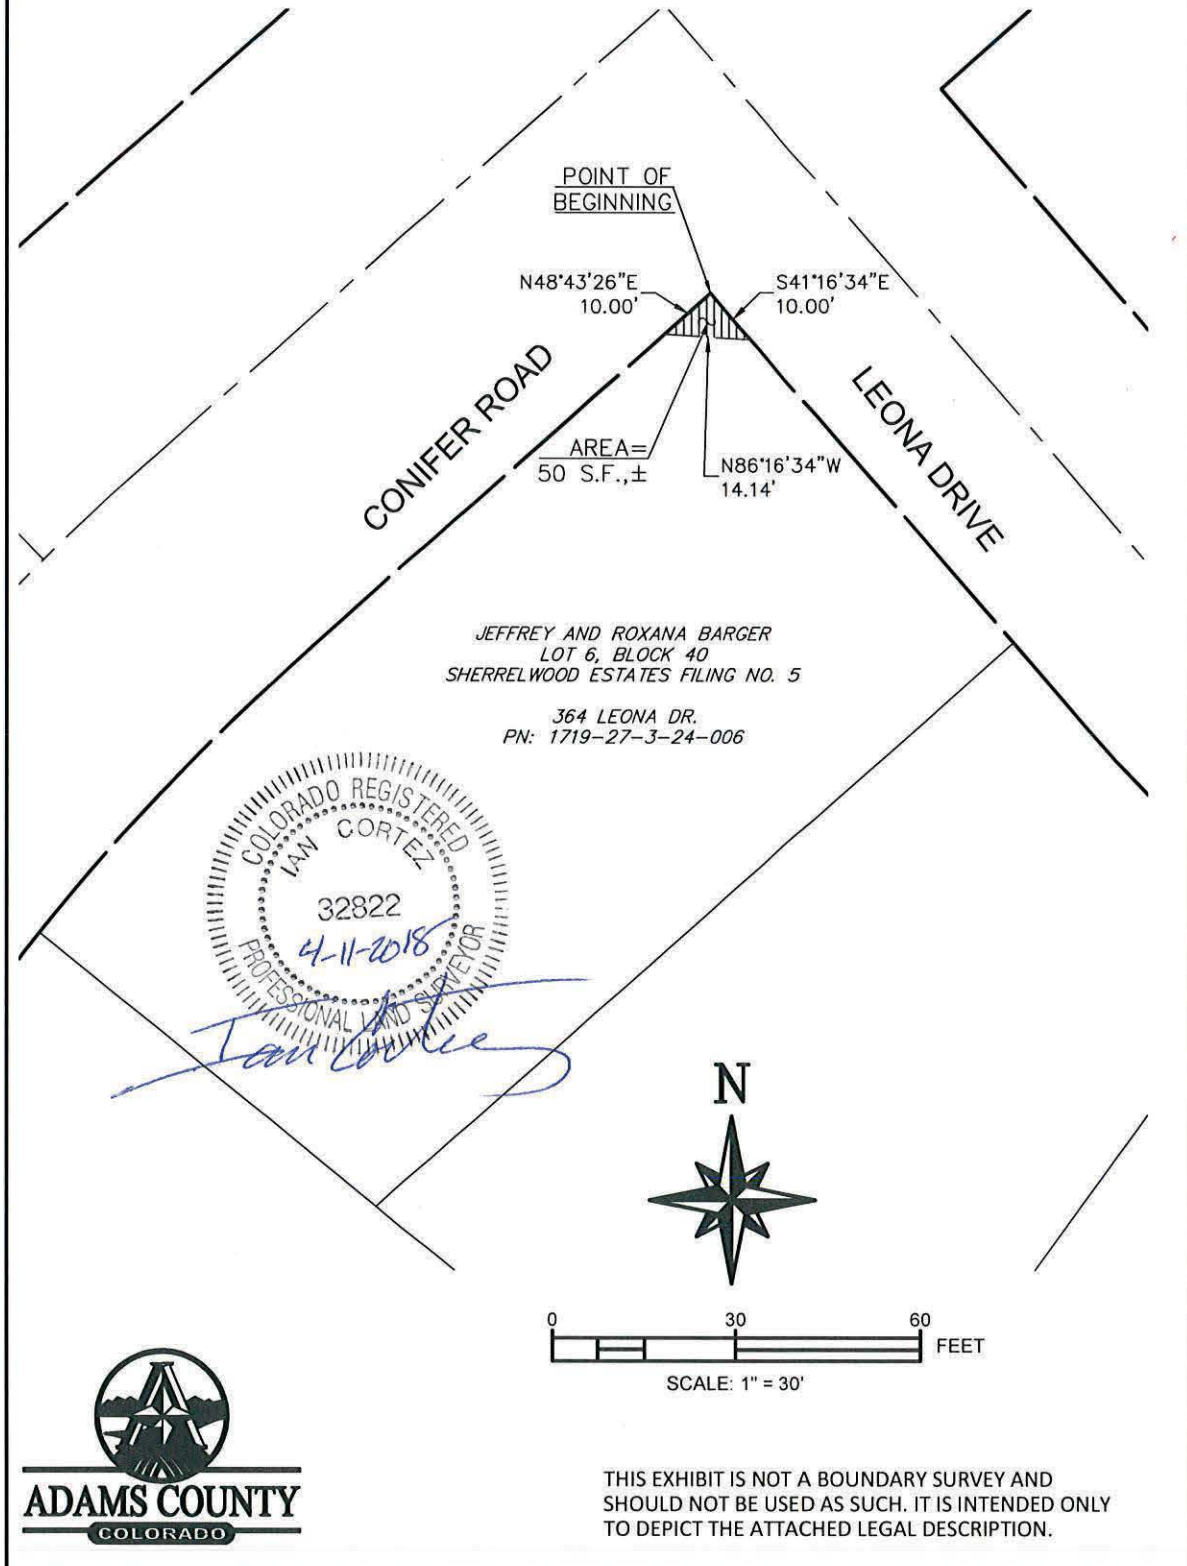 POINT OF
BEGINNING
N48°43'26"E
10.00'
S41°16'34"E
10.00'
CONIFER ROAD
LEONA DRIVE
AREA=
50 S.F.,±
N86°16'34"W
14.14'
JEFFREY AND ROXANA BARGER
LOT 6, BLOCK 40
SHERRELWOOD ESTATES FILING NO. 5
364 LEONA DR.
PN: 1719-27-3-24-006
COLORADO REGISTERED
IAN CORTEZ
32822
4-11-2018
PROFESSIONAL LAND SURVEYOR
Ian Cortez
N
0 30 60
FEET
SCALE: 1" = 30'
ADAMS COUNTY
COLORADO
THIS EXHIBIT IS NOT A BOUNDARY SURVEY AND
SHOULD NOT BE USED AS SUCH. IT IS INTENDED ONLY
TO DEPICT THE ATTACHED LEGAL DESCRIPTION.